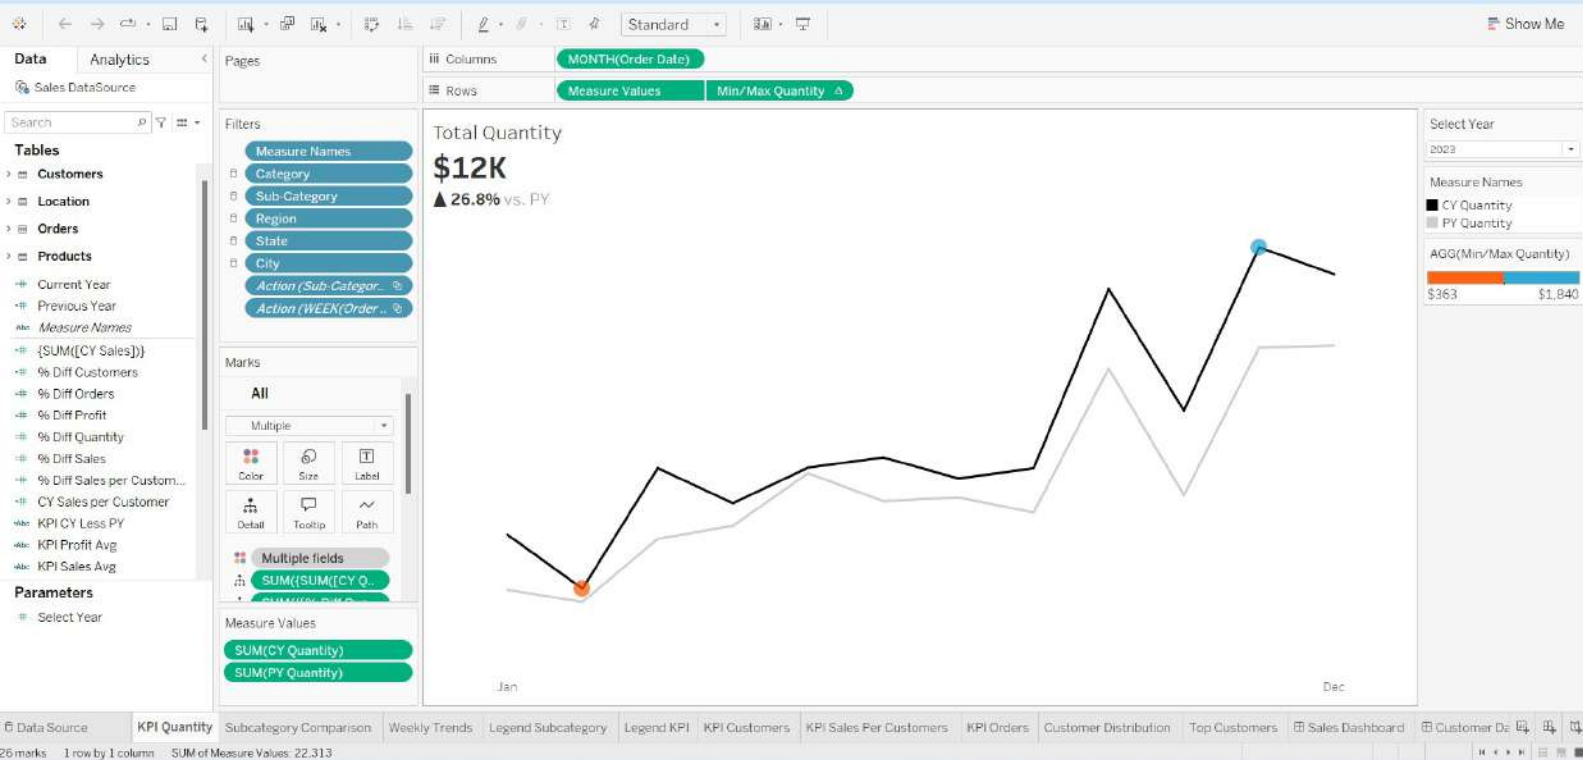 Standard
Show Me
Data
Analytics
Sales DataSource
Search
Tables
Customers
Location
Orders
Products
Current Year
Previous Year
Abc Measure Names
{SUM([CY Sales])}
% Diff Customers
% Diff Orders
% Diff Profit
% Diff Quantity
% Diff Sales
% Diff Sales per Custom...
CY Sales per Customer
Abc KPI CY Less PY
Abc KPI Profit Avg
Abc KPI Sales Avg
Parameters
Select Year
Pages
Filters
Measure Names
Category
Sub-Category
Region
State
City
Action (Sub-Categor..
Action (WEEK(Order ..
Marks
All
Multiple
Color
Size
Label
Detail
Tooltip
Path
Multiple fields
SUM({SUM([CY Q..
Measure Values
SUM(CY Quantity)
SUM(PY Quantity)
Columns
MONTH(Order Date)
Rows
Measure Values
Min/Max Quantity
Total Quantity
$12K
▲ 26.8% vs. PY
Jan
Dec
Select Year
2023
Measure Names
CY Quantity
PY Quantity
AGG(Min/Max Quantity)
$363
$1,840
Data Source
KPI Quantity
Subcategory Comparison
Weekly Trends
Legend Subcategory
Legend KPI
KPI Customers
KPI Sales Per Customers
KPI Orders
Customer Distribution
Top Customers
Sales Dashboard
Customer Da
26 marks
1 row by 1 column
SUM of Measure Values: 22,313